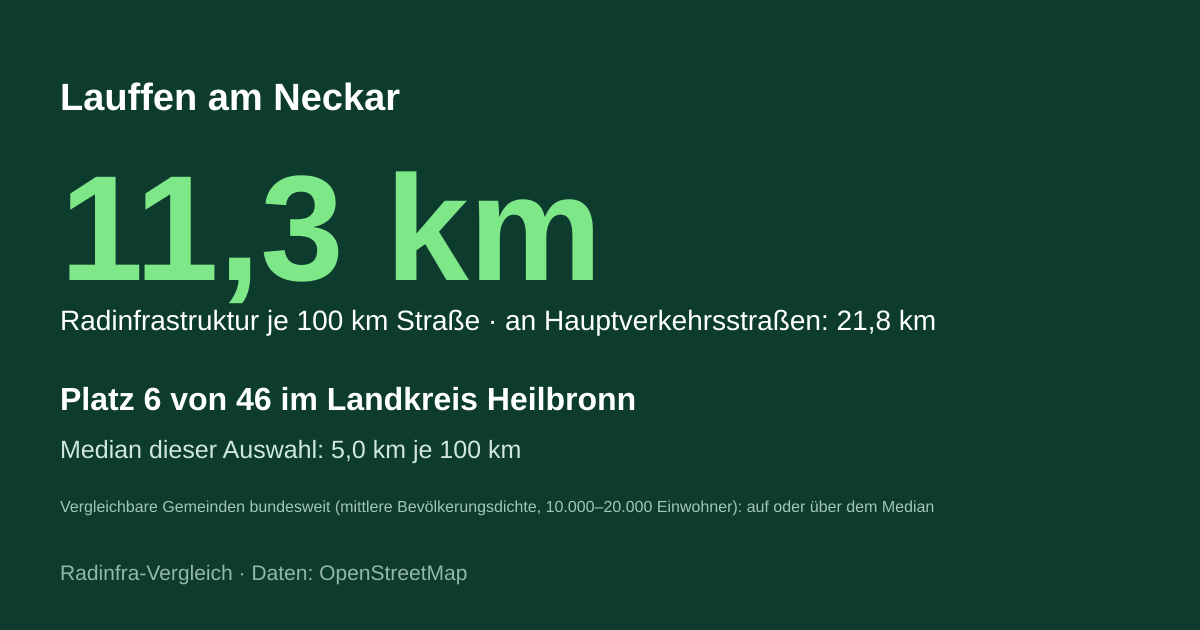 Lauffen am Neckar
11,3 km
Radinfrastruktur je 100 km Straße · an Hauptverkehrsstraßen: 21,8 km
Platz 6 von 46 im Landkreis Heilbronn
Median dieser Auswahl: 5,0 km je 100 km
Vergleichbare Gemeinden bundesweit (mittlere Bevölkerungsdichte, 10.000–20.000 Einwohner): auf oder über dem Median
Radinfra-Vergleich · Daten: OpenStreetMap